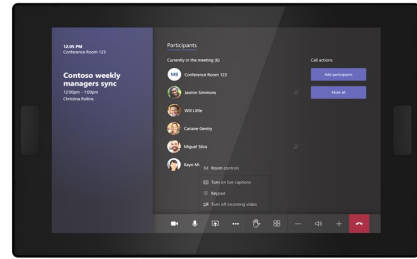 12:05 PM
Conference Room 123
Contoso weekly
managers sync
12:00pm - 1:00pm
Christina Rollins
Participants
Currently in the meeting (6)
MB Conference Room 123
Jasmin Simmons
Will Little
Cariane Gentry
Miguel Silva
Kayo Mi
Room controls
Turn on live captions
Keypad
Turn off incoming video
Call actions
Add participants
Mute all